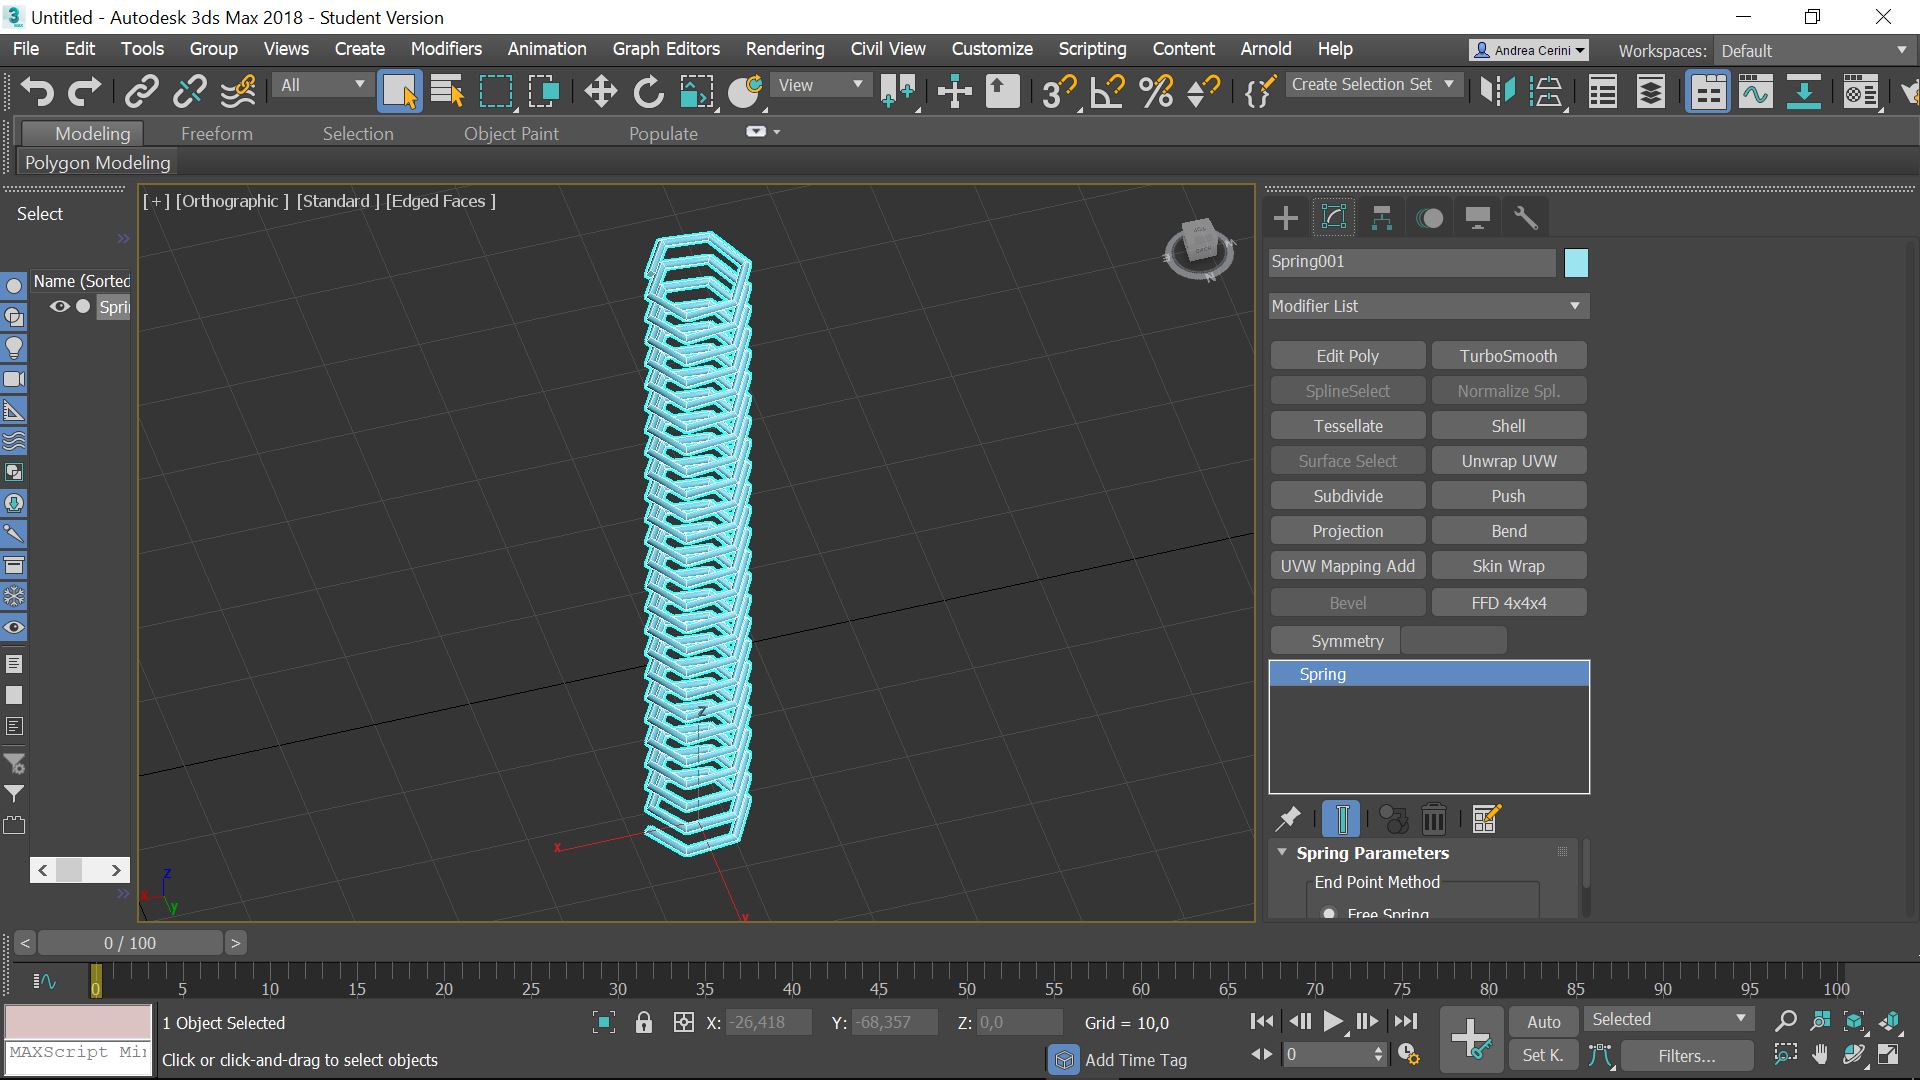 Untitled - Autodesk 3ds Max 2018 - Student Version
File Edit Tools Group Views Create Modifiers Animation Graph Editors Rendering Civil View Customize Scripting Content Arnold Help Andrea Cerini Workspaces: Default
All View Create Selection Set
Modeling Freeform Selection Object Paint Populate
Polygon Modeling
Select
[ + ] [Orthographic ] [Standard ] [Edged Faces ]
Name (Sorted
Sprin
Spring001
Modifier List
Edit Poly TurboSmooth
SplineSelect Normalize Spl.
Tessellate Shell
Surface Select Unwrap UVW
Subdivide Push
Projection Bend
UVW Mapping Add Skin Wrap
Bevel FFD 4x4x4
Symmetry
Spring
Spring Parameters
End Point Method
Free Spring
z
x
y
z
x
y
< 0 / 100 >
0 5 10 15 20 25 30 35 40 45 50 55 60 65 70 75 80 85 90 95 100
1 Object Selected X: -26,418 Y: -68,357 Z: 0,0 Grid = 10,0 Auto Selected
MAXScript Mi
Click or click-and-drag to select objects Add Time Tag 0 Set K. Filters...